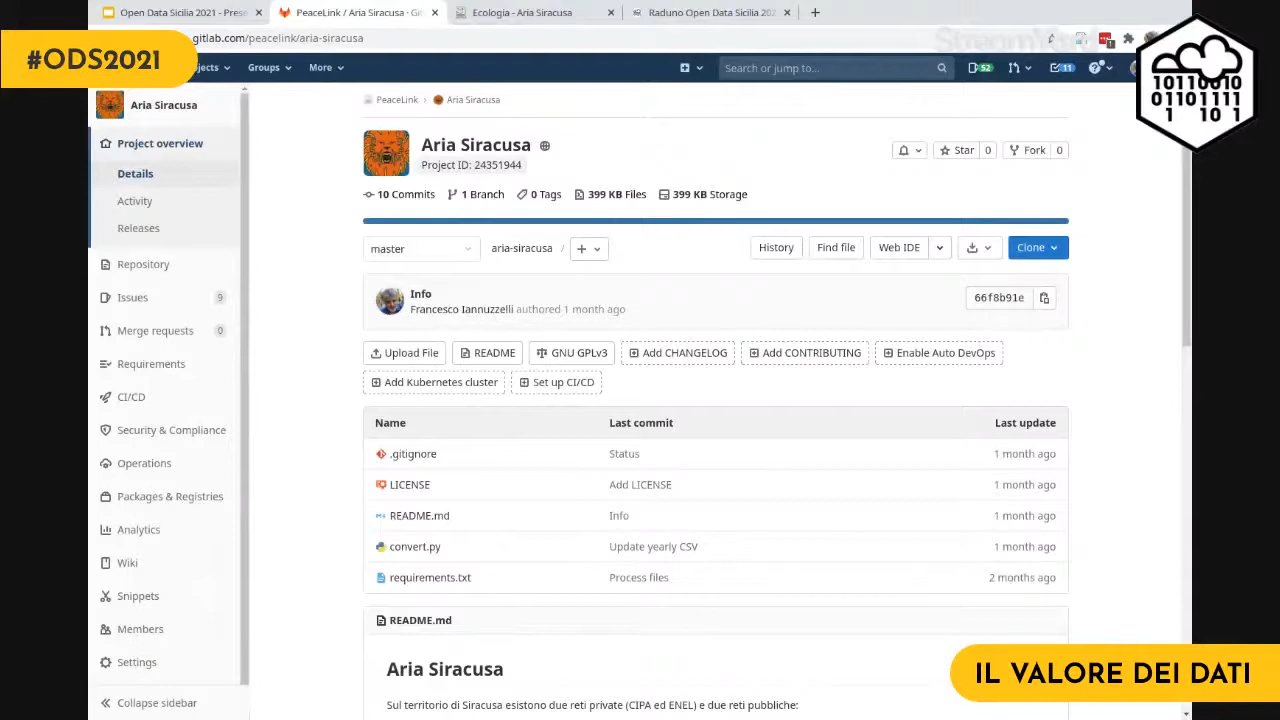 Open Data Sicilia 2021 - Prese
PeaceLink / Aria Siracusa · Gi
Ecologia - Aria Siracusa
Raduno Open Data Sicilia 202
gitlab.com/peacelink/aria-siracusa
StreamYard
#ODS2021
jects
Groups
More
Search or jump to...
52
11
10110010
01101111
1 10 1
Aria Siracusa
Project overview
Details
Activity
Releases
Repository
Issues 9
Merge requests 0
Requirements
CI/CD
Security & Compliance
Operations
Packages & Registries
Analytics
Wiki
Snippets
Members
Settings
Collapse sidebar
PeaceLink > Aria Siracusa
Aria Siracusa
Project ID: 24351944
Star 0
Fork 0
10 Commits 1 Branch 0 Tags 399 KB Files 399 KB Storage
master
aria-siracusa / +
History
Find file
Web IDE
Clone
Info
Francesco Iannuzzelli authored 1 month ago
66f8b91e
Upload File
README
GNU GPLv3
Add CHANGELOG
Add CONTRIBUTING
Enable Auto DevOps
Add Kubernetes cluster
Set up CI/CD
Name Last commit Last update
.gitignore Status 1 month ago
LICENSE Add LICENSE 1 month ago
README.md Info 1 month ago
convert.py Update yearly CSV 1 month ago
requirements.txt Process files 2 months ago
README.md
Aria Siracusa
Sul territorio di Siracusa esistono due reti private (CIPA ed ENEL) e due reti pubbliche:
IL VALORE DEI DATI